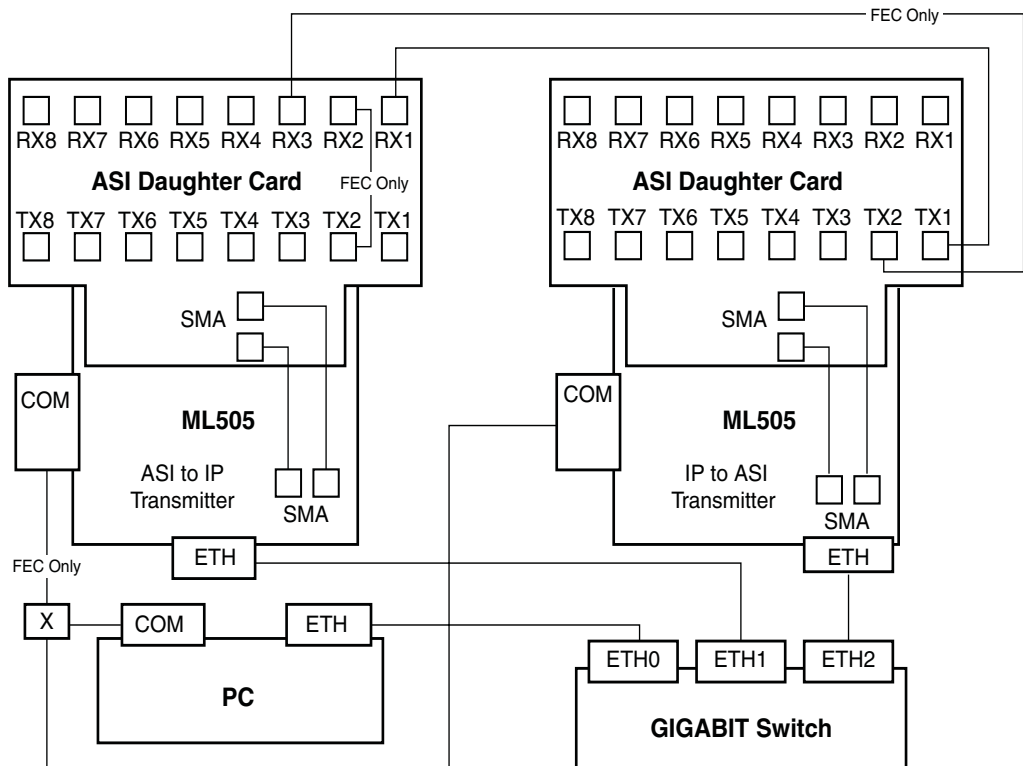 FEC Only
RX8 RX7 RX6 RX5 RX4 RX3 RX2 RX1
ASI Daughter Card
FEC Only
TX8 TX7 TX6 TX5 TX4 TX3 TX2 TX1
SMA
COM
ML505
ASI to IP
Transmitter
SMA
ETH
FEC Only
RX8 RX7 RX6 RX5 RX4 RX3 RX2 RX1
ASI Daughter Card
TX8 TX7 TX6 TX5 TX4 TX3 TX2 TX1
SMA
COM
ML505
IP to ASI
Transmitter
SMA
ETH
X
COM
ETH
PC
ETH0 ETH1 ETH2
GIGABIT Switch